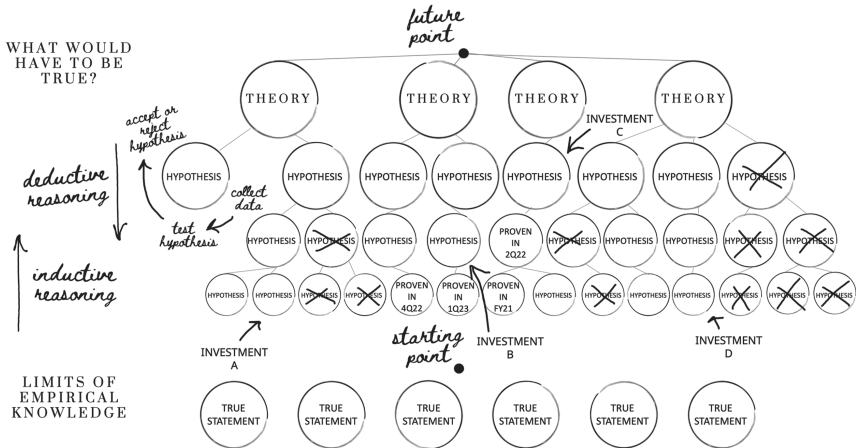 future
point
WHAT WOULD
HAVE TO BE
TRUE?
THEORY
THEORY
THEORY
THEORY
accept or
reject
hypothesis
INVESTMENT
C
deductive
reasoning
HYPOTHESIS
HYPOTHESIS
HYPOTHESIS
HYPOTHESIS
HYPOTHESIS
HYPOTHESIS
HYPOTHESIS
HYPOTHESIS
collect
data
test
hypothesis
HYPOTHESIS
HYPOTHESIS
HYPOTHESIS
HYPOTHESIS
PROVEN
IN
2Q22
HYPOTHESIS
HYPOTHESIS
HYPOTHESIS
HYPOTHESIS
HYPOTHESIS
inductive
reasoning
HYPOTHESIS
HYPOTHESIS
HYPOTHESIS
HYPOTHESIS
PROVEN
IN
4Q22
PROVEN
IN
1Q23
PROVEN
IN
FY21
HYPOTHESIS
HYPOTHESIS
HYPOTHESIS
HYPOTHESIS
HYPOTHESIS
HYPOTHESIS
HYPOTHESIS
INVESTMENT
A
starting
point
INVESTMENT
B
INVESTMENT
D
LIMITS OF
EMPIRICAL
KNOWLEDGE
TRUE
STATEMENT
TRUE
STATEMENT
TRUE
STATEMENT
TRUE
STATEMENT
TRUE
STATEMENT
TRUE
STATEMENT